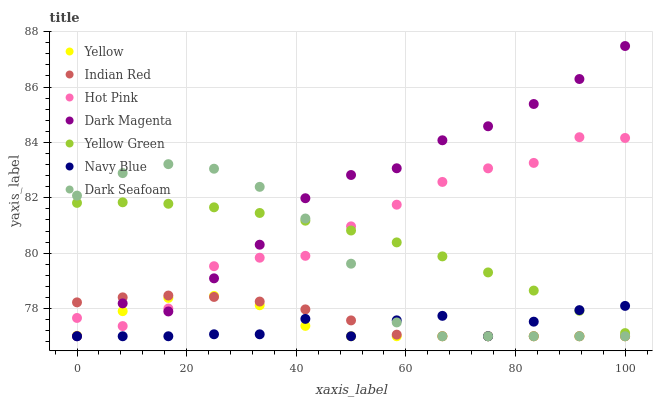 title
88
86
84
82
80
78
yaxis_label
Yellow
Indian Red
Hot Pink
Dark Magenta
Yellow Green
Navy Blue
Dark Seafoam
0
20
40
60
80
100
xaxis_label